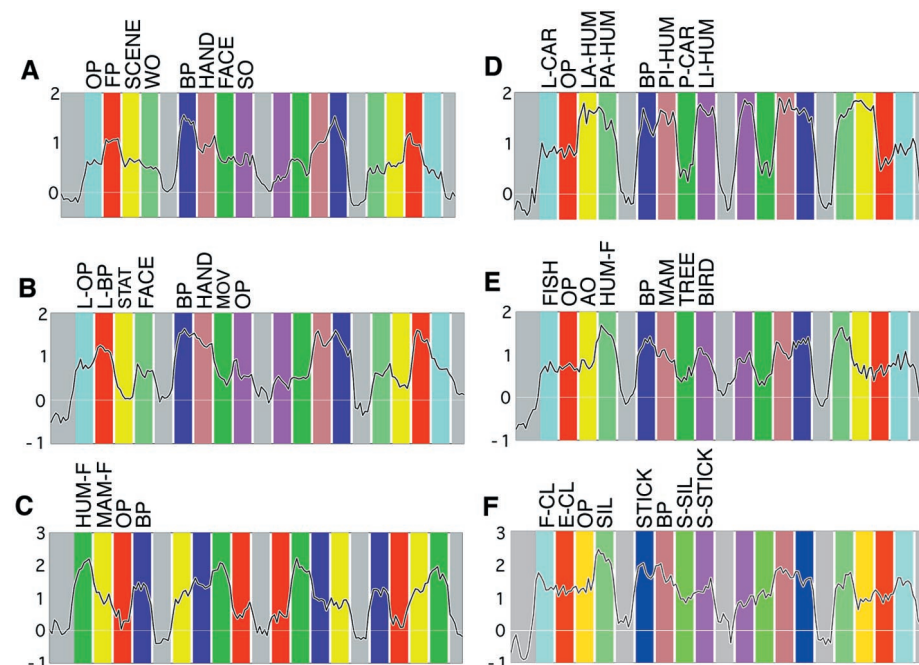 A
OP FP SCENE WO BP HAND FACE SO
2
1
0
B
L-OP L-BP STAT FACE BP HAND MOV OP
2
1
0
-1
C
HUM-F MAM-F OP BP
3
2
1
0
-1
D
L-CAR OP LA-HUM PA-HUM BP PI-HUM P-CAR LI-HUM
2
1
0
E
FISH OP AO HUM-F BP MAM TREE BIRD
2
1
0
-1
F
F-CL E-CL OP SIL STICK BP S-SIL S-STICK
3
2
1
0
-1